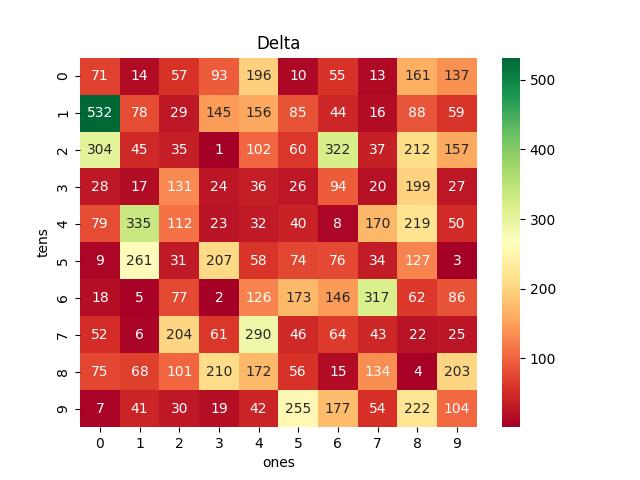 Delta
0 71 14 57 93 196 10 55 13 161 137
1 532 78 29 145 156 85 44 16 88 59
2 304 45 35 1 102 60 322 37 212 157
3 28 17 131 24 36 26 94 20 199 27
4 79 335 112 23 32 40 8 170 219 50
5 9 261 31 207 58 74 76 34 127 3
6 18 5 77 2 126 173 146 317 62 86
7 52 6 204 61 290 46 64 43 22 25
8 75 68 101 210 172 56 15 134 4 203
9 7 41 30 19 42 255 177 54 222 104
0 1 2 3 4 5 6 7 8 9
ones
tens
500
400
300
200
100